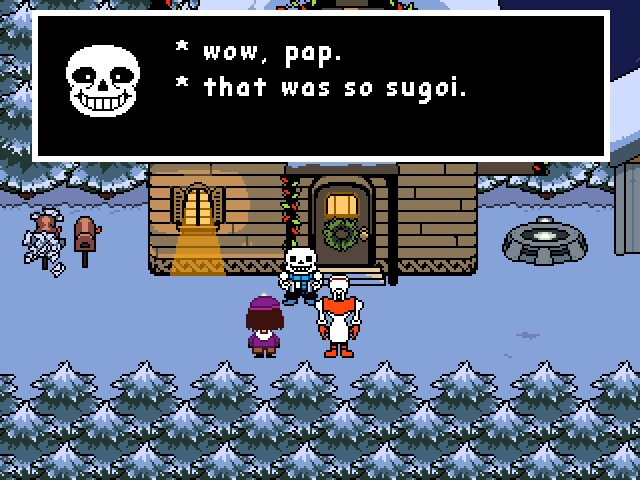 * wow, pap.
* that was so sugoi.